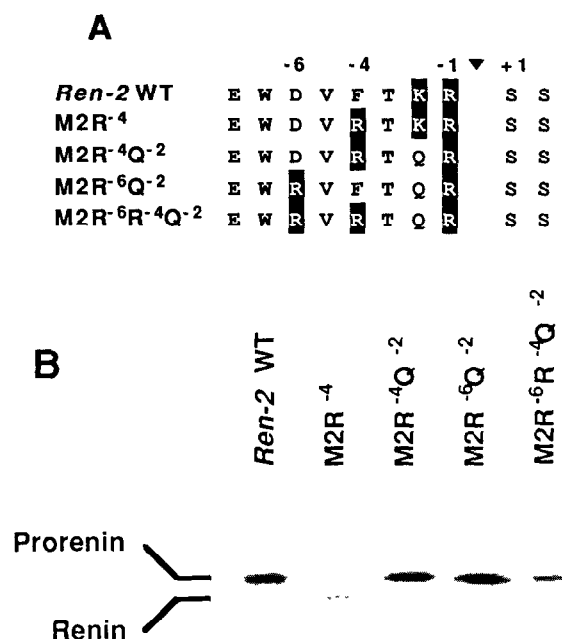 A
-6 -4 -1 ▼ +1
Ren-2 WT E W D V F T K R S S
M2R-4 E W D V R T K R S S
M2R-4Q-2 E W D V R T Q R S S
M2R-6Q-2 E W R V F T Q R S S
M2R-6R-4Q-2 E W R V R T Q R S S
B
Ren-2 WT
M2R-4
M2R-4Q-2
M2R-6Q-2
M2R-6R-4Q-2
Prorenin
Renin